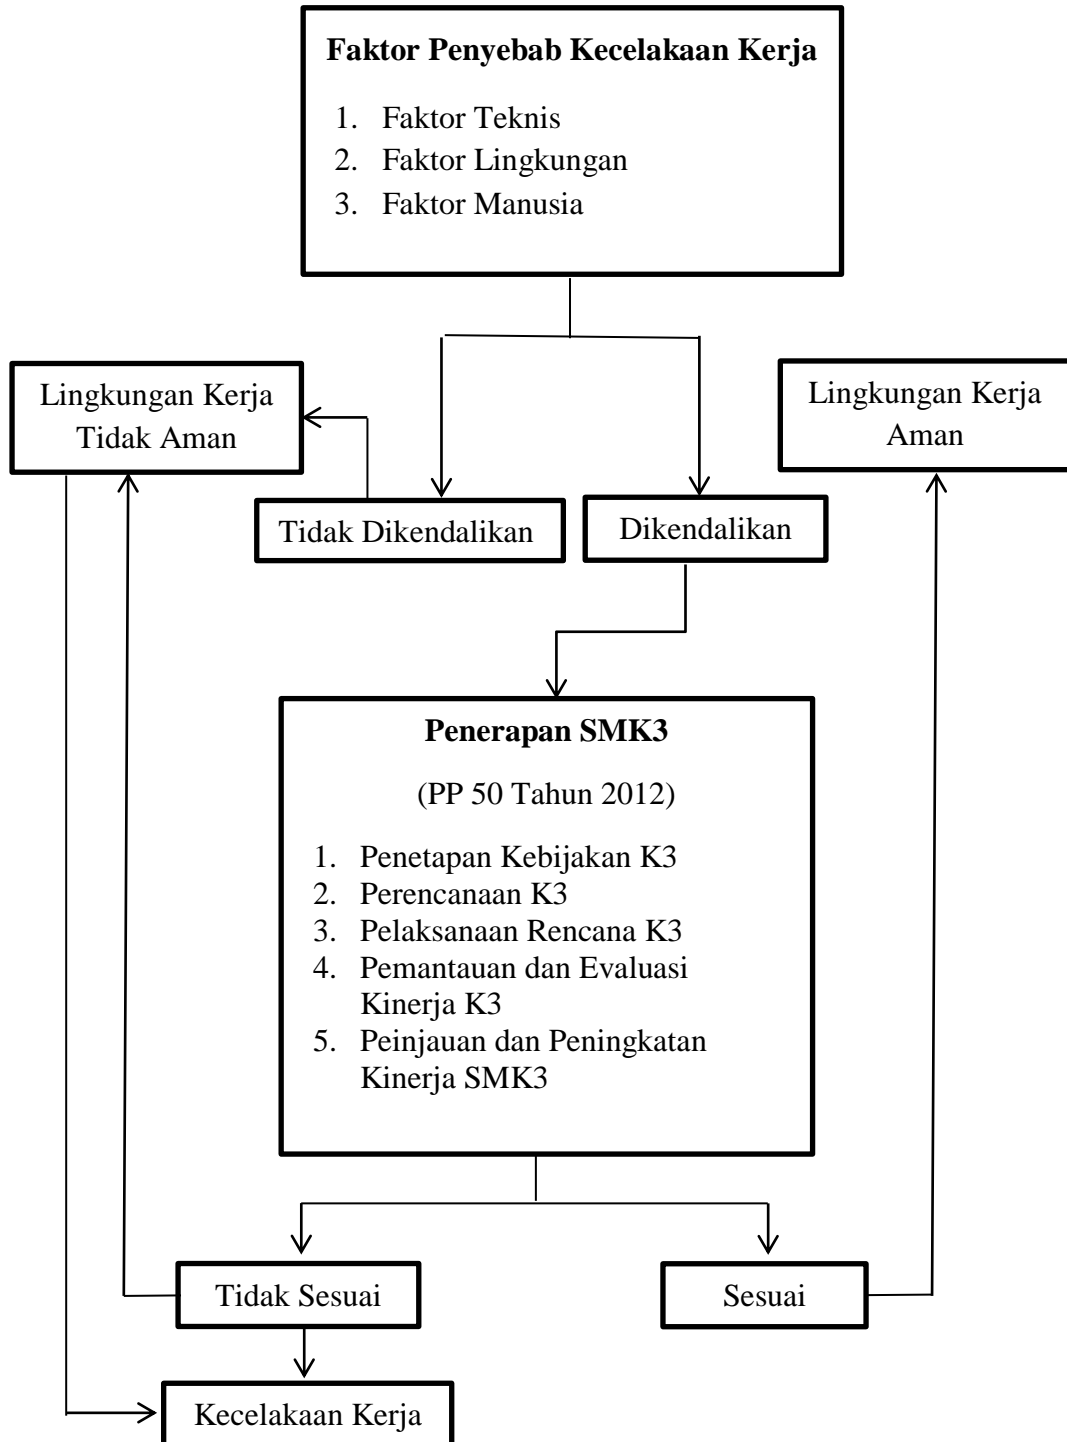 Faktor Penyebab Kecelakaan Kerja
1. Faktor Teknis
2. Faktor Lingkungan
3. Faktor Manusia
Lingkungan Kerja
Tidak Aman
Lingkungan Kerja
Aman
Tidak Dikendalikan
Dikendalikan
Penerapan SMK3
(PP 50 Tahun 2012)
1. Penetapan Kebijakan K3
2. Perencanaan K3
3. Pelaksanaan Rencana K3
4. Pemantauan dan Evaluasi
Kinerja K3
5. Peinjauan dan Peningkatan
Kinerja SMK3
Tidak Sesuai
Sesuai
Kecelakaan Kerja